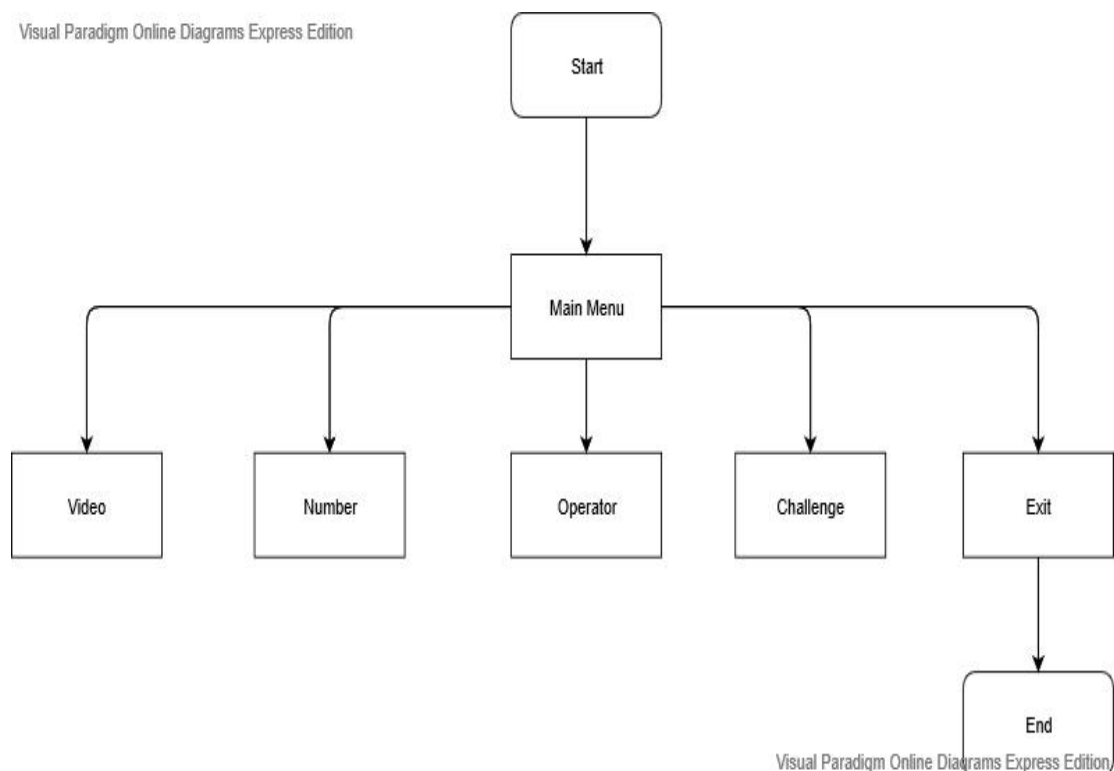 Visual Paradigm Online Diagrams Express Edition
Start
Main Menu
Video
Number
Operator
Challenge
Exit
End
Visual Paradigm Online Diagrams Express Edition